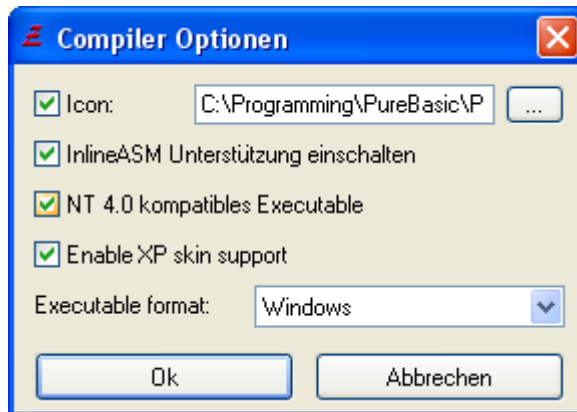 Compiler Optionen
Icon: C:\Programming\PureBasic\P ...
InlineASM Unterstützung einschalten
NT 4.0 kompatibles Executable
Enable XP skin support
Executable format: Windows
Ok Abbrechen